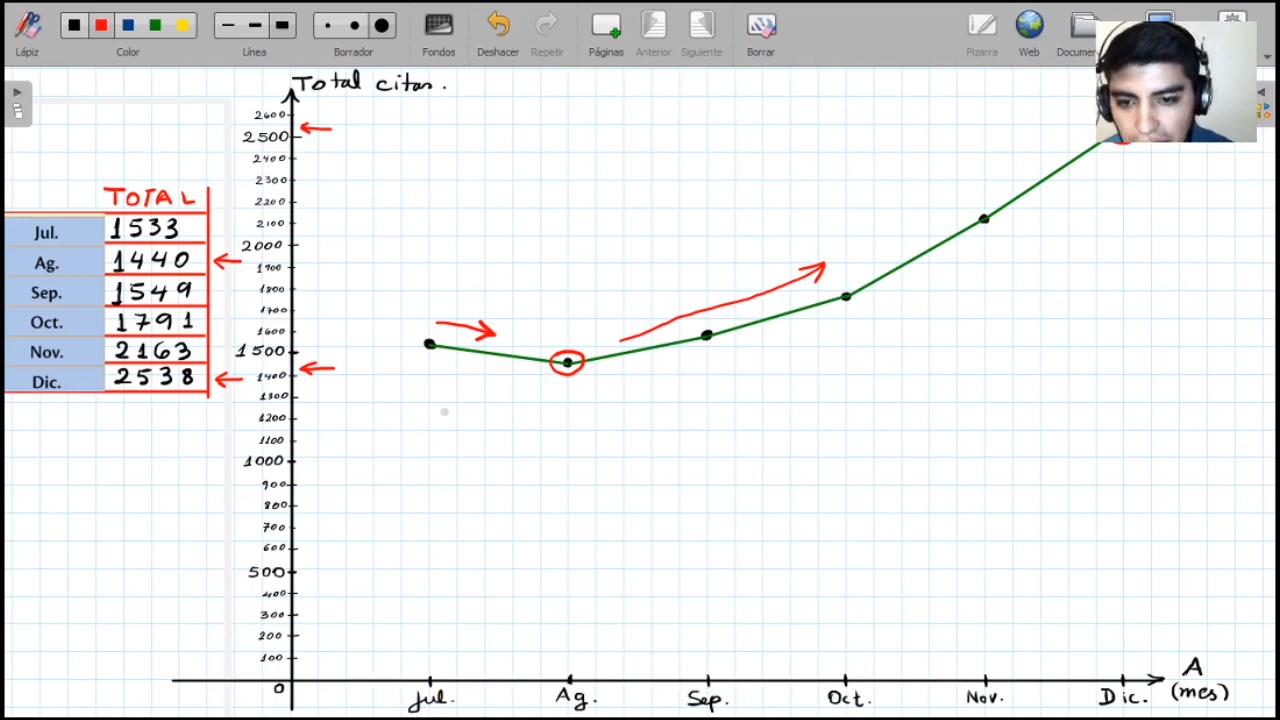 Lápiz
Color
Línea
Borrador
Fondos
Deshacer
Repetir
Páginas
Anterior
Siguiente
Borrar
Pizarra
Web
Total citas.
2600
2500
2400
2300
2200
2100
2000
1900
1800
1700
1600
1500
1400
1300
1200
1100
1000
900
800
700
600
500
400
300
200
100
0
TOTAL
Jul. 1533
Ag. 1440
Sep. 1549
Oct. 1791
Nov. 2163
Dic. 2538
Jul. Ag. Sep. Oct. Nov. Dic.
A
(mes)